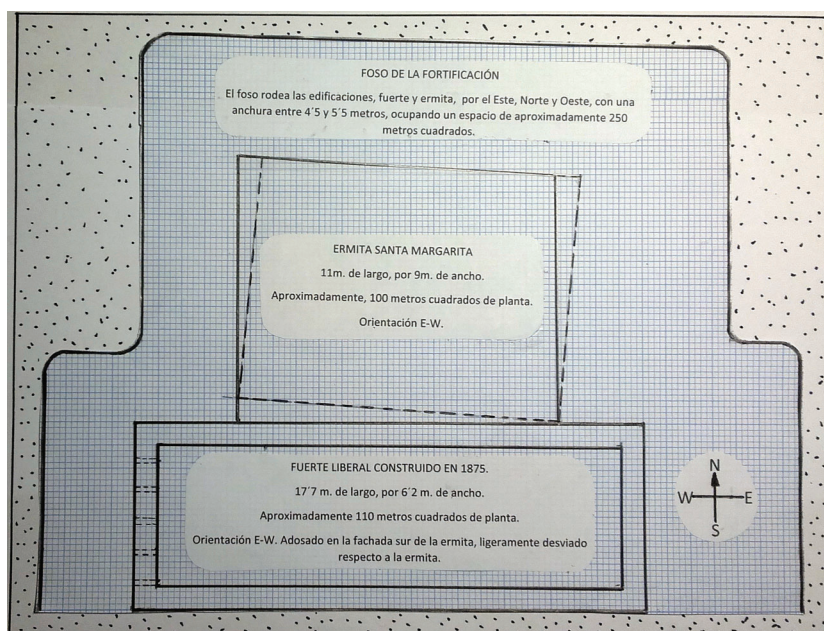 FOSO DE LA FORTIFICACIÓN
El foso rodea las edificaciones, fuerte y ermita, por el Este, Norte y Oeste, con una
anchura entre 4´5 y 5´5 metros, ocupando un espacio de aproximadamente 250
metros cuadrados.
ERMITA SANTA MARGARITA
11m. de largo, por 9m. de ancho.
Aproximadamente, 100 metros cuadrados de planta.
Orientación E-W.
FUERTE LIBERAL CONSTRUIDO EN 1875.
17´7 m. de largo, por 6´2 m. de ancho.
Aproximadamente 110 metros cuadrados de planta.
Orientación E-W. Adosado en la fachada sur de la ermita, ligeramente desviado
respecto a la ermita.
N
W E
S